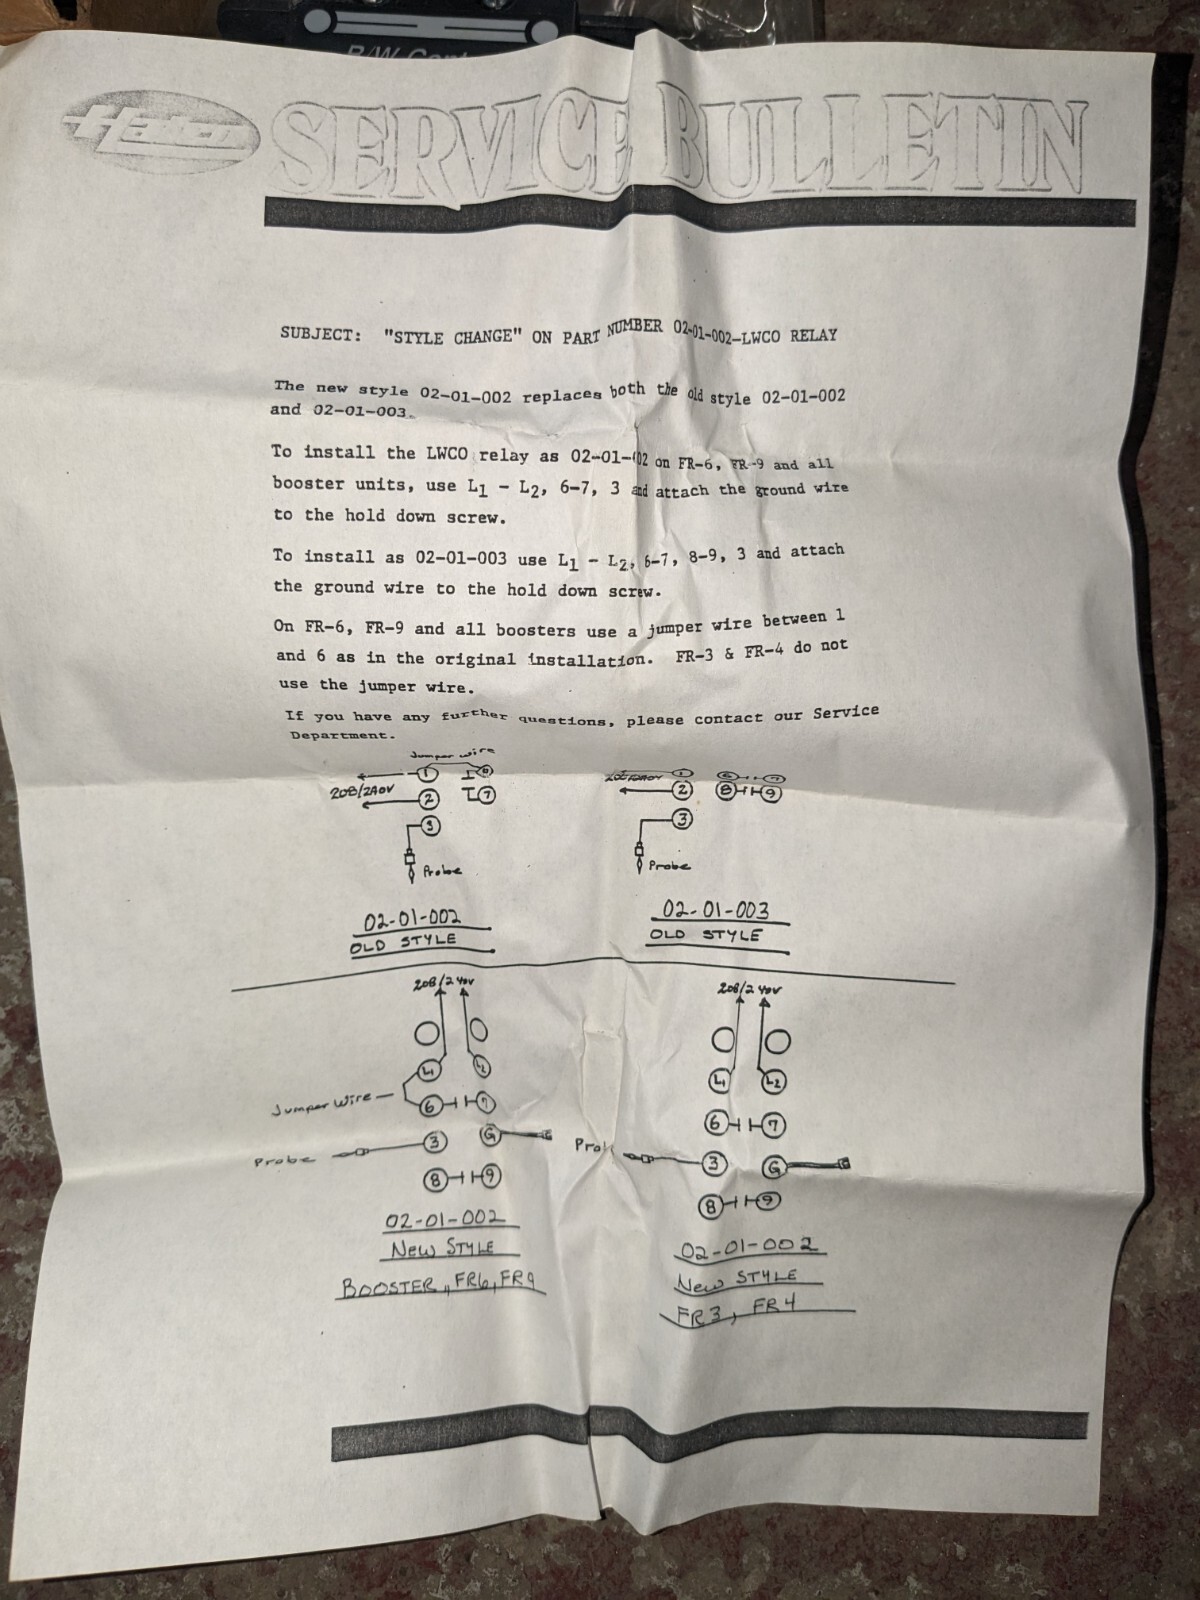 B/W Cont
Hatco SERVICE BULLETIN
SUBJECT: "STYLE CHANGE" ON PART NUMBER 02-01-002-LWCO RELAY
The new style 02-01-002 replaces both the old style 02-01-002
and 02-01-003.
To install the LWCO relay as 02-01-002 on FR-6, FR-9 and all
booster units, use L1 - L2, 6-7, 3 and attach the ground wire
to the hold down screw.
To install as 02-01-003 use L1 - L2, 6-7, 8-9, 3 and attach
the ground wire to the hold down screw.
On FR-6, FR-9 and all boosters use a jumper wire between 1
and 6 as in the original installation. FR-3 & FR-4 do not
use the jumper wire.
If you have any further questions, please contact our Service
Department.
Jumper wire
1
208/240V
2 7
3
Probe
02-01-002
OLD STYLE
1 6 7
208/240V
2 8 9
3
Probe
02-01-003
OLD STYLE
208/240V
L1 L2
Jumper Wire
6 7
Probe 3 G
8 9
02-01-002
New STYLE
BOOSTER, FR6, FR9
208/240V
L1 L2
6 7
Prob 3 G
8 9
02-01-002
New STYLE
FR3, FR4